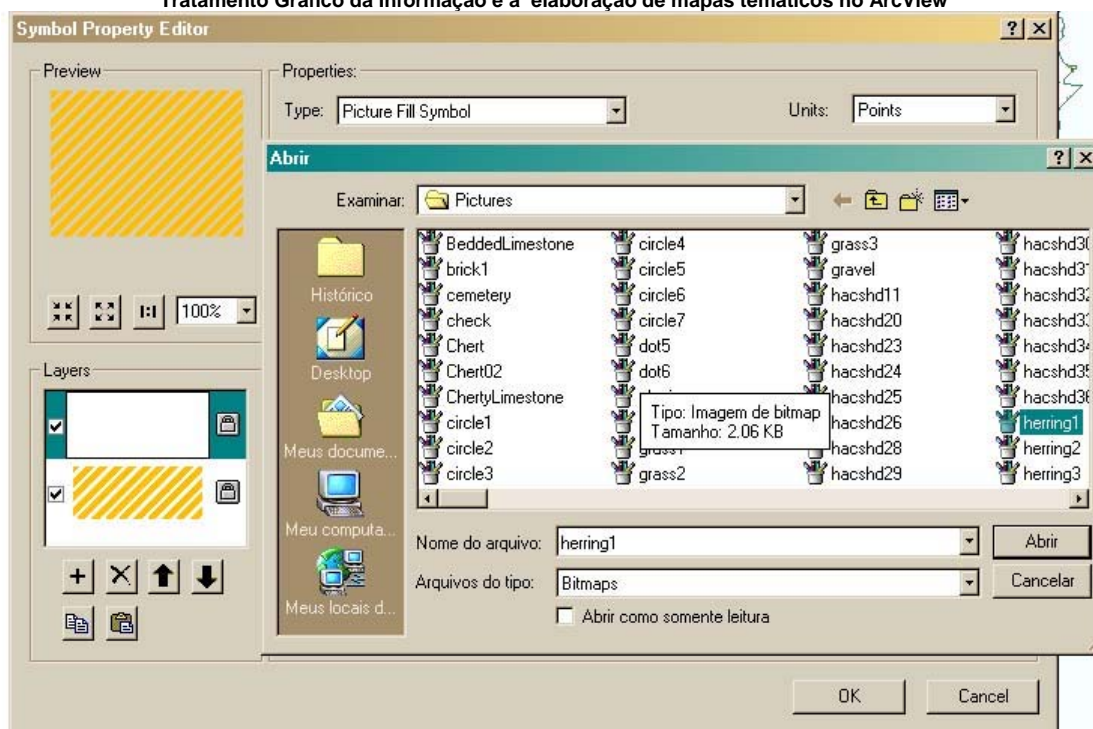 Tratamento Gráfico da Informação e a elaboração de mapas temáticos no ArcView
Symbol Property Editor
Preview
Properties:
Type: Picture Fill Symbol
Units: Points
Abrir
Examinar: Pictures
Histórico
Desktop
Meus docume...
Meu computa...
Meus locais d...
BeddedLimestone
brick1
cemetery
check
Chert
Chert02
ChertyLimestone
circle1
circle2
circle3
circle4
circle5
circle6
circle7
dot5
dot6
Tipo: Imagem de bitmap
Tamanho: 2.06 KB
grass2
grass3
gravel
hacshd11
hacshd20
hacshd23
hacshd24
hacshd25
hacshd26
hacshd28
hacshd29
herring1
herring2
herring3
100%
1:1
Layers
Nome do arquivo: herring1
Abrir
Arquivos do tipo: Bitmaps
Cancelar
Abrir como somente leitura
OK
Cancel